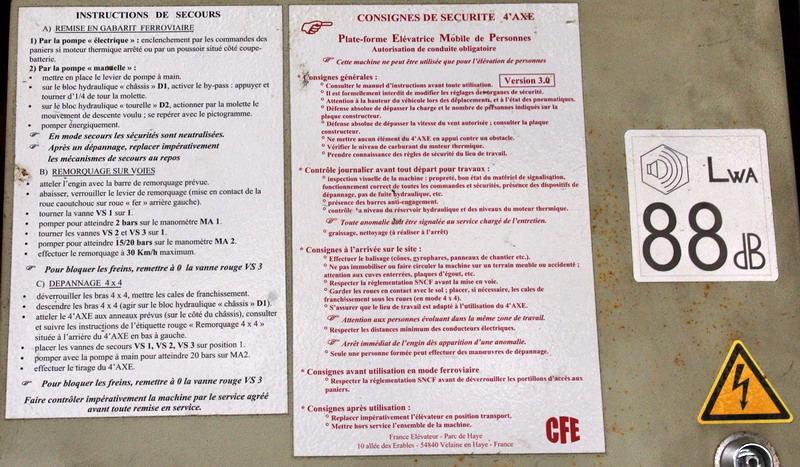 INSTRUCTIONS DE SECOURS
A) REMISE EN GABARIT FERROVIAIRE
1) Par la pompe « électrique » : enclenchement par les commandes des
paniers si moteur thermique arrêté ou par un poussoir situé coupe-
batterie.
2) Par la pompe « manuelle » :
• mettre en place le levier de pompe à main.
• sur le bloc hydraulique « châssis » D1, activer le by-pass : appuyer et
tourner d'1/4 de tour la molette.
• sur le bloc hydraulique « tourelle » D2, actionner par la molette le
mouvement de descente voulu ; se repérer avec le pictogramme.
• pomper énergiquement.
☞ En mode secours les sécurités sont neutralisées.
☞ Après un dépannage, replacer impérativement
les mécanismes de secours au repos
B) REMORQUAGE SUR VOIES
• atteler l'engin avec la barre de remorquage prévue.
• abaisser, verrouiller le levier de remorquage (mise en contact de la
roue caoutchouc sur roue « fer » arrière gauche).
• tourner la vanne VS 1 sur 1.
• pomper pour atteindre 2 bars sur le manomètre MA 1.
• tourner les vannes VS 2 et VS 3 sur 1.
• pomper pour atteindre 15/20 bars sur le manomètre MA2.
• effectuer le remorquage à 30 Km/h maximum.
☞ Pour bloquer les freins, remettre à 0 la vanne rouge VS 3
C) DEPANNAGE 4 x 4
• déverrouiller les bras 4 x 4, mettre les cales de franchissement.
• descendre les bras 4 x 4 (agir sur le bloc hydraulique « châssis » D1).
• atteler le 4'AXE aux anneaux prévus (sur le côté du châssis), consulter
et suivre les instructions de l'étiquette rouge « Remorquage 4 x 4 »
située à l'arrière du 4'AXE en bas à gauche.
• placer les vannes de secours VS 1, VS 2, VS 3 sur position 1.
• pomper avec la pompe à main pour atteindre 20 bars sur MA2.
• effectuer le tirage du 4'AXE.
☞ Pour bloquer les freins, remettre à 0 la vanne rouge VS 3
Faire contrôler impérativement la machine par le service agréé
avant toute remise en service.
CONSIGNES DE SECURITE 4'AXE
Plate-forme Elévatrice Mobile de Personnes
Autorisation de conduite obligatoire
☞ Cette machine ne peut être utilisée que pour l'élévation de personnes
* Consignes générales :
Version 3.0
° Consulter le manuel d'instructions avant toute utilisation.
° Il est formellement interdit de modifier les réglages des organes de sécurité.
° Attention à la hauteur du véhicule lors des déplacements, et à l'état des pneumatiques.
° Défense absolue de dépasser la charge et le nombre de personnes indiqués sur la
plaque constructeur.
° Défense absolue de dépasser la vitesse du vent autorisée ; consulter la plaque
constructeur.
° Ne mettre aucun élément du 4'AXE en appui contre un obstacle.
° Vérifier le niveau de carburant du moteur thermique.
° Prendre connaissance des règles de sécurité du lieu de travail.
* Contrôle journalier avant tout départ pour travaux :
° inspection visuelle de la machine ; propreté, bon état du matériel de signalisation,
fonctionnement correct de toutes les commandes et sécurités, présence des dispositifs de
dépannage, pas de fuite hydraulique, etc.
° présence des barres anti-engagement.
° contrôle du niveau du réservoir hydraulique et des niveaux du moteur thermique.
☞ Toute anomalie doit être signalée au service chargé de l'entretien.
° graissage, nettoyage (à réaliser à l'arrêt)
* Consignes à l'arrivée sur le site :
° Effectuer le balisage (cônes, gyrophares, panneaux de chantier etc.).
° Ne pas immobiliser ou faire circuler la machine sur un terrain meuble ou accidenté ;
attention aux caves enterrées, plaques d'égout, etc.
° Respecter la réglementation SNCF avant la mise en voie.
° Garder les roues en contact avec le sol ; placer, si nécessaire, les cales de
franchissement sous les roues (en mode 4 x 4).
° S'assurer que le lieu de travail est adapté à l'utilisation du 4'AXE.
☞ Attention aux personnes évoluant dans la même zone de travail.
° Respecter les distances minimum des conducteurs électriques.
☞ Arrêt immédiat de l'engin dès apparition d'une anomalie.
° Seule une personne formée peut effectuer des manœuvres de dépannage.
* Consignes avant utilisation en mode ferroviaire
° Respecter la réglementation SNCF avant de déverrouiller les portillons d'accès aux
paniers.
* Consignes après utilisation :
° Replacer impérativement l'élévateur en position transport.
° Mettre hors service l'ensemble de la machine.
CFE
France Elévateur - Parc de Haye
10 allée des Erables - 54840 Velaine en Haye - France
LWA
88 dB